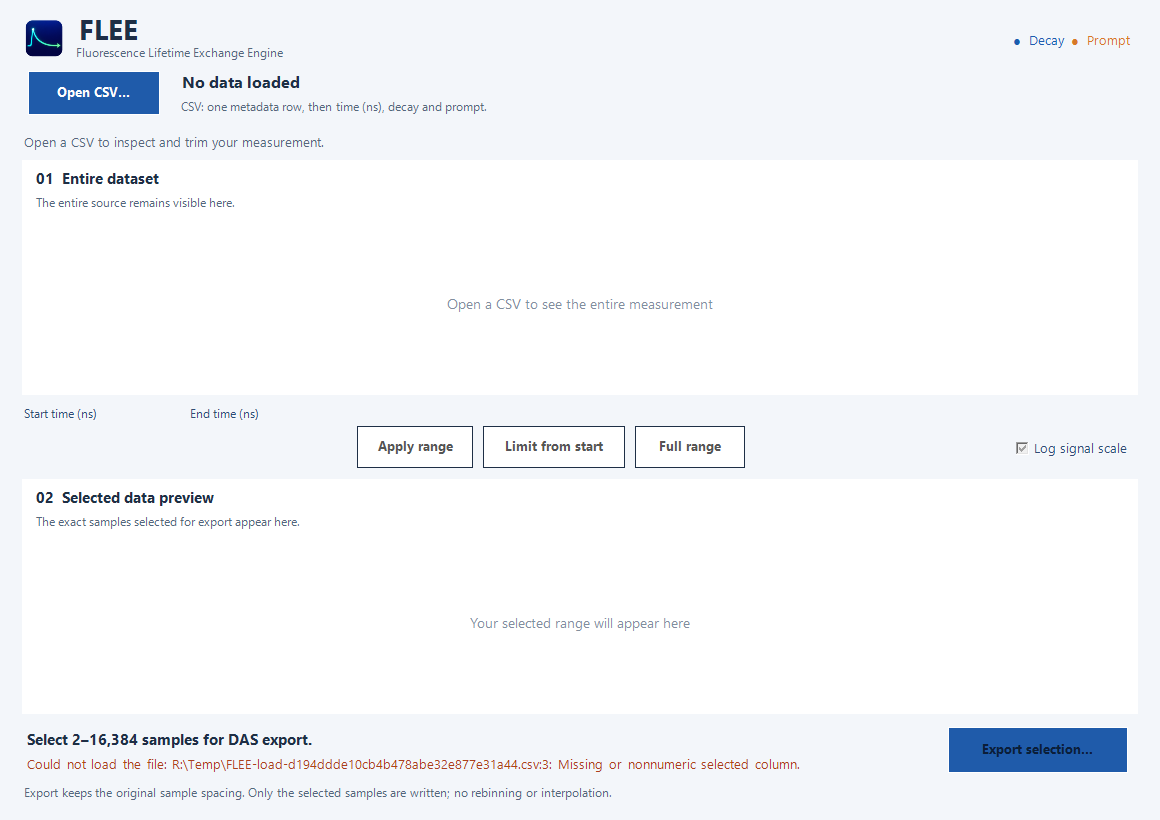 FLEE
Fluorescence Lifetime Exchange Engine
● Decay ● Prompt
Open CSV...
No data loaded
CSV: one metadata row, then time (ns), decay and prompt.
Open a CSV to inspect and trim your measurement.
01 Entire dataset
The entire source remains visible here.
Open a CSV to see the entire measurement
Start time (ns)
End time (ns)
Apply range
Limit from start
Full range
Log signal scale
02 Selected data preview
The exact samples selected for export appear here.
Your selected range will appear here
Select 2–16,384 samples for DAS export.
Could not load the file: R:\Temp\FLEE-load-d194ddde10cb4b478abe32e877e31a44.csv:3: Missing or nonnumeric selected column.
Export selection...
Export keeps the original sample spacing. Only the selected samples are written; no rebinning or interpolation.